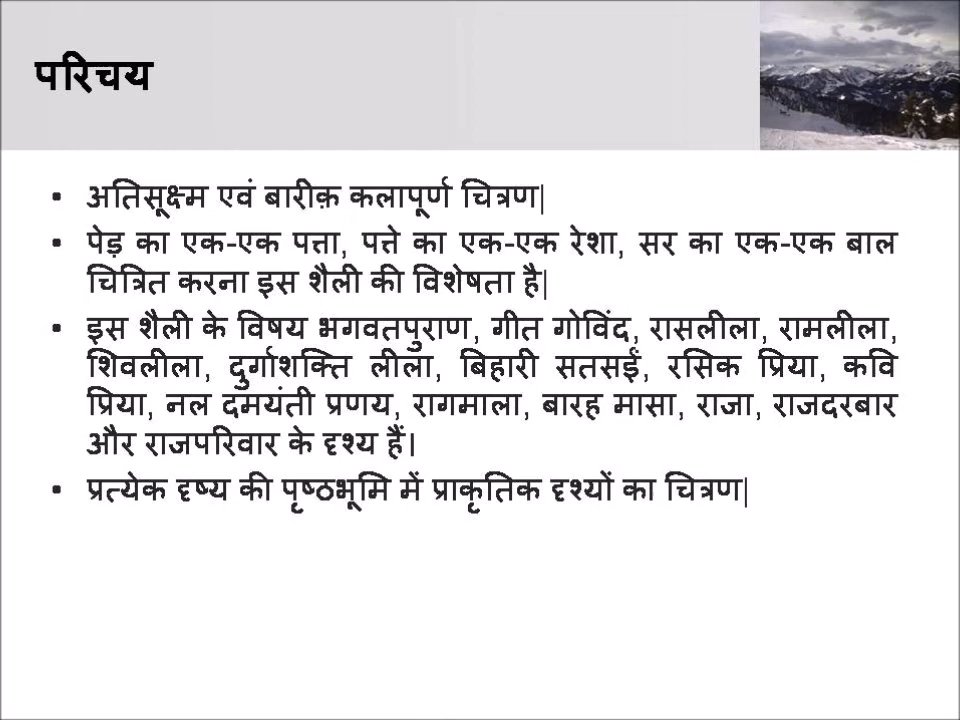 परिचय
• अतिसूक्ष्म एवं बारीक़ कलापूर्ण चित्रण|
• पेड़ का एक-एक पत्ता, पत्ते का एक-एक रेशा, सर का एक-एक बाल
चित्रित करना इस शैली की विशेषता है|
• इस शैली के विषय भगवतपुराण, गीत गोविंद, रासलीला, रामलीला,
शिवलीला, दुर्गाशक्ति लीला, बिहारी सतसई, रसिक प्रिया, कवि
प्रिया, नल दमयंती प्रणय, रागमाला, बारह मासा, राजा, राजदरबार
और राजपरिवार के दृश्य हैं।
• प्रत्येक दृष्य की पृष्ठभूमि में प्राकृतिक दृश्यों का चित्रण|